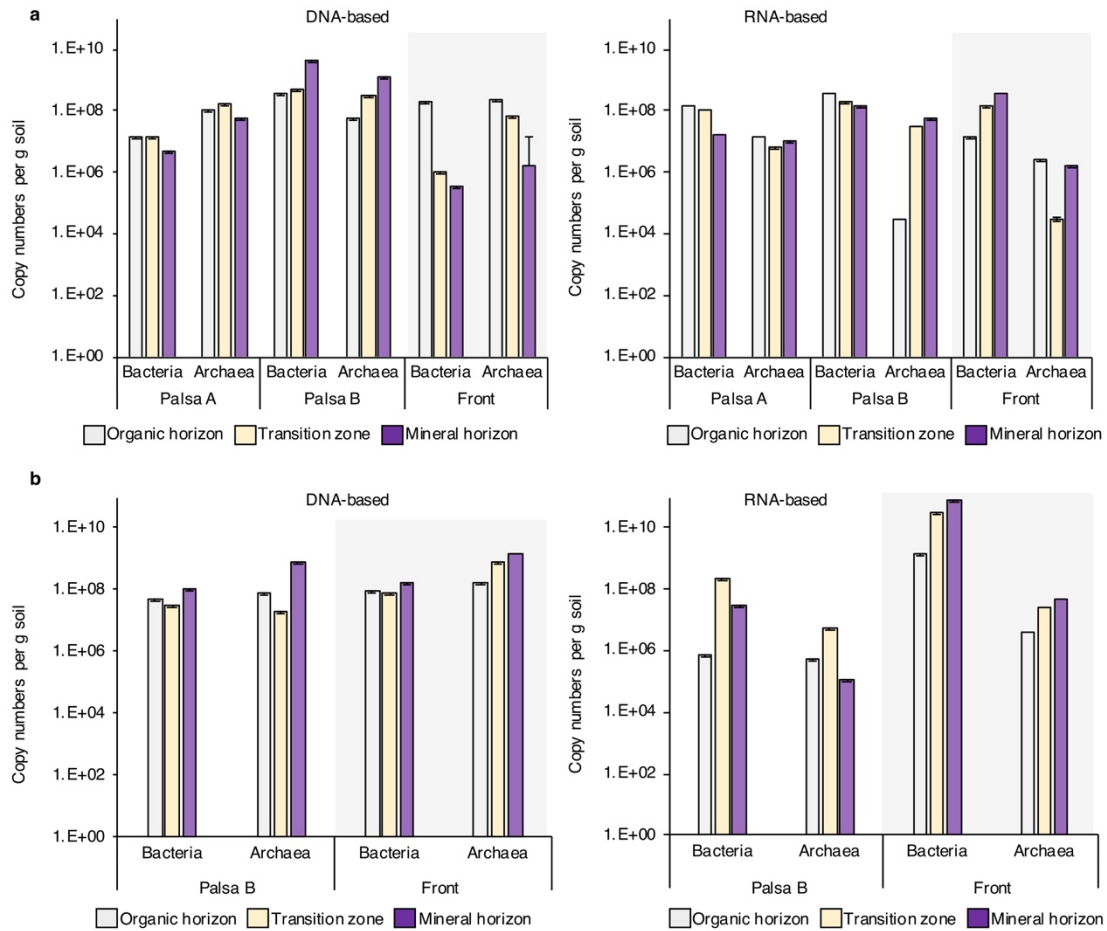 a
DNA-based
Copy numbers per g soil
1.E+10
1.E+08
1.E+06
1.E+04
1.E+02
1.E+00
Bacteria Archaea Bacteria Archaea Bacteria Archaea
Palsa A Palsa B Front
Organic horizon Transition zone Mineral horizon
RNA-based
Copy numbers per g soil
1.E+10
1.E+08
1.E+06
1.E+04
1.E+02
1.E+00
Bacteria Archaea Bacteria Archaea Bacteria Archaea
Palsa A Palsa B Front
Organic horizon Transition zone Mineral horizon
b
DNA-based
Copy numbers per g soil
1.E+10
1.E+08
1.E+06
1.E+04
1.E+02
1.E+00
Bacteria Archaea Bacteria Archaea
Palsa B Front
Organic horizon Transition zone Mineral horizon
RNA-based
Copy numbers per g soil
1.E+10
1.E+08
1.E+06
1.E+04
1.E+02
1.E+00
Bacteria Archaea Bacteria Archaea
Palsa B Front
Organic horizon Transition zone Mineral horizon